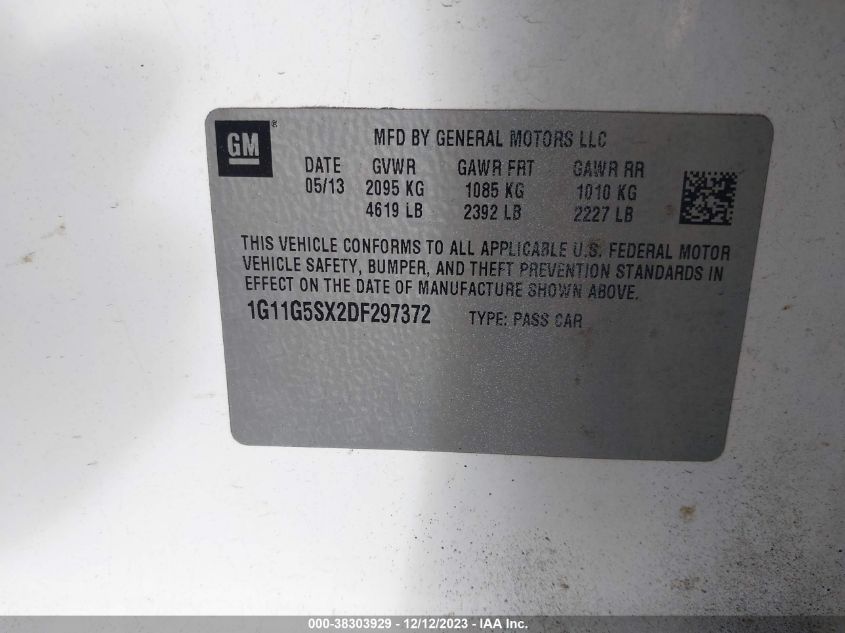 GM ®
MFD BY GENERAL MOTORS LLC
DATE GVWR GAWR FRT GAWR RR
05/13 2095 KG 1085 KG 1010 KG
4619 LB 2392 LB 2227 LB
THIS VEHICLE CONFORMS TO ALL APPLICABLE U.S. FEDERAL MOTOR
VEHICLE SAFETY, BUMPER, AND THEFT PREVENTION STANDARDS IN
EFFECT ON THE DATE OF MANUFACTURE SHOWN ABOVE.
1G11G5SX2DF297372 TYPE: PASS CAR
000-38303929 - 12/12/2023 - IAA Inc.